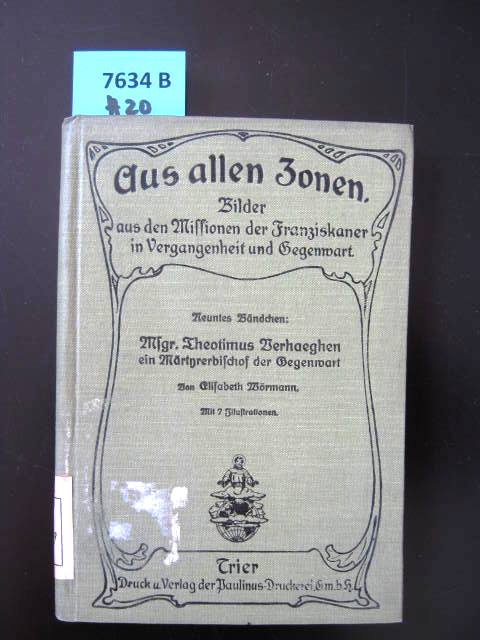 7634 B
#20
Aus allen Zonen.
Bilder
aus den Missionen der Franziskaner
in Vergangenheit und Gegenwart.
Neuntes Bändchen:
Msgr. Theotimus Verhaeghen
ein Märtyrerbischof der Gegenwart
Von Elisabeth Wörmann.
Mit 7 Illustrationen.
Trier
Druck u. Verlag der Paulinus-Druckerei, G.m.b.H.